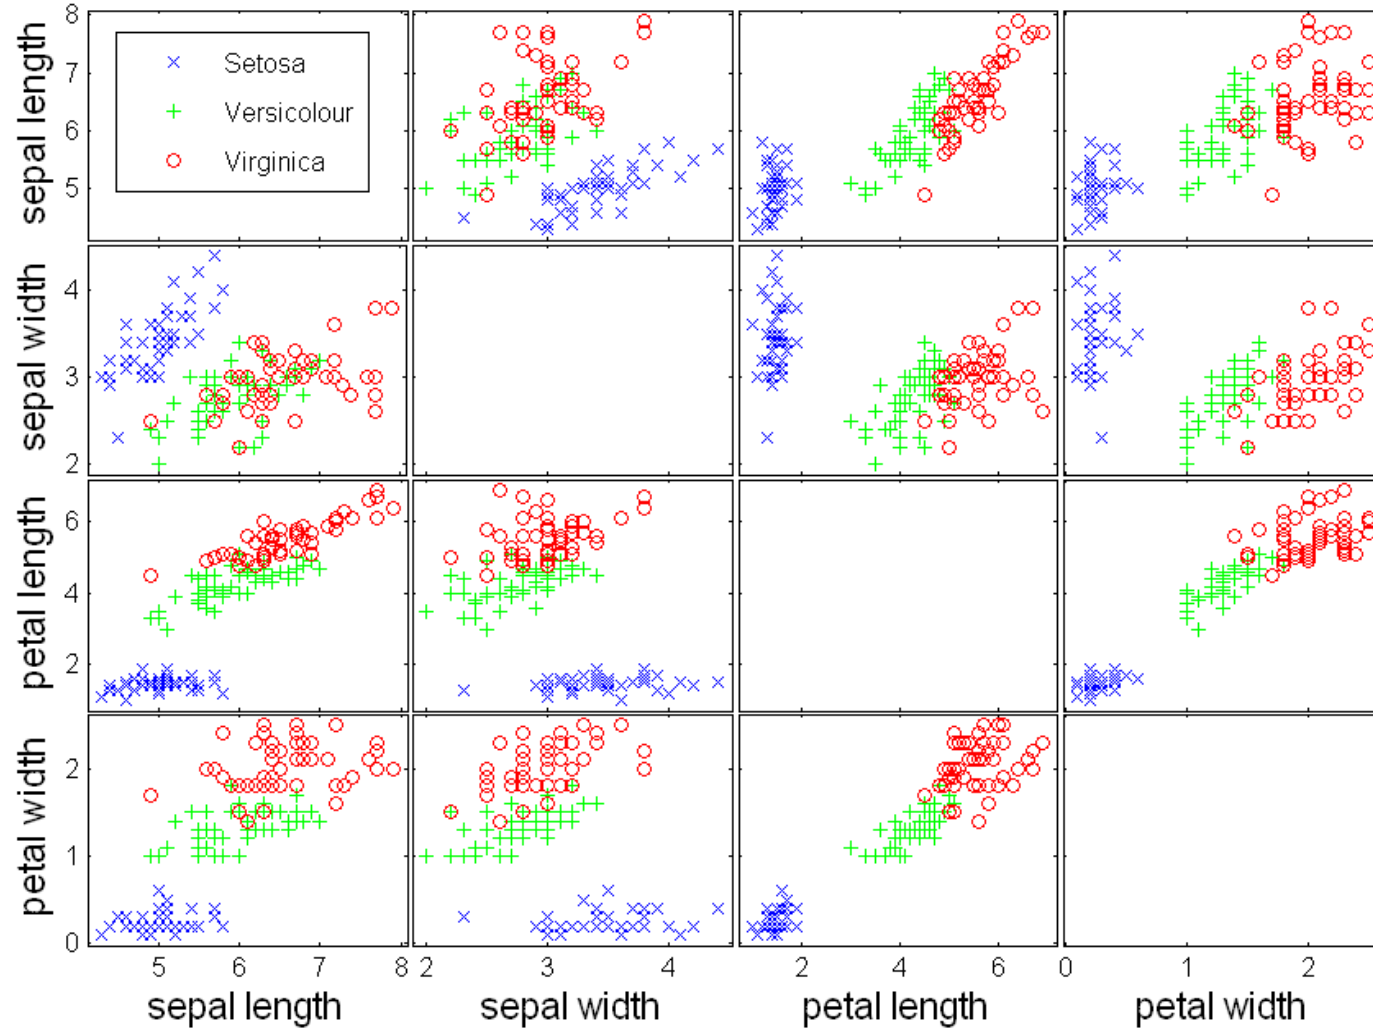 sepal length
8
7
6
5
Setosa
Versicolour
Virginica
sepal width
4
3
2
petal length
6
4
2
petal width
2
1
0
5 6 7 8 2 3 4 2 4 6 0 1 2
sepal length sepal width petal length petal width